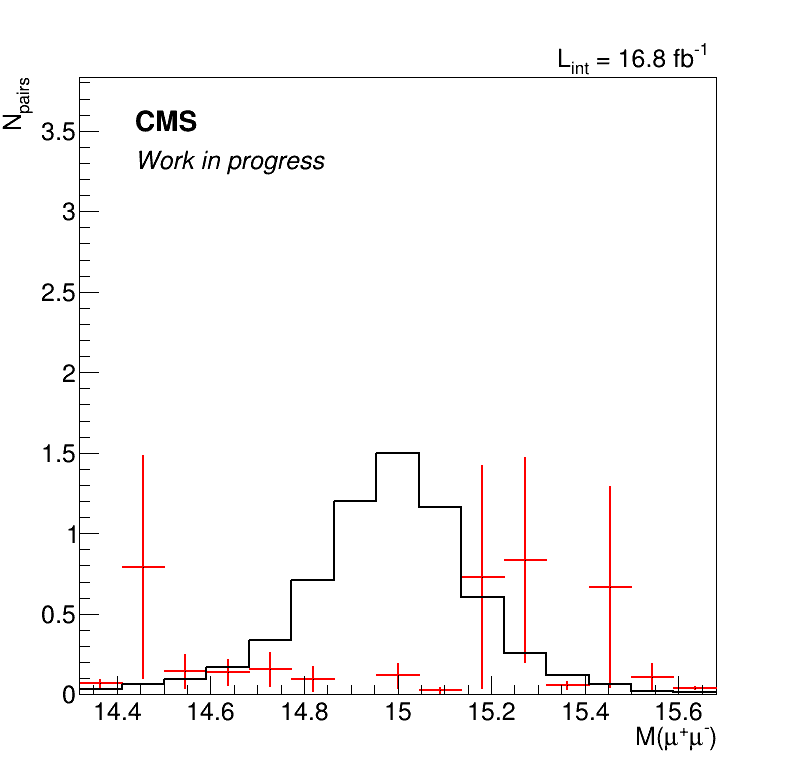 L_int = 16.8 fb^-1
N_pairs
CMS
Work in progress
3.5
3
2.5
2
1.5
1
0.5
0
14.4 14.6 14.8 15 15.2 15.4 15.6
M(μ⁺μ⁻)